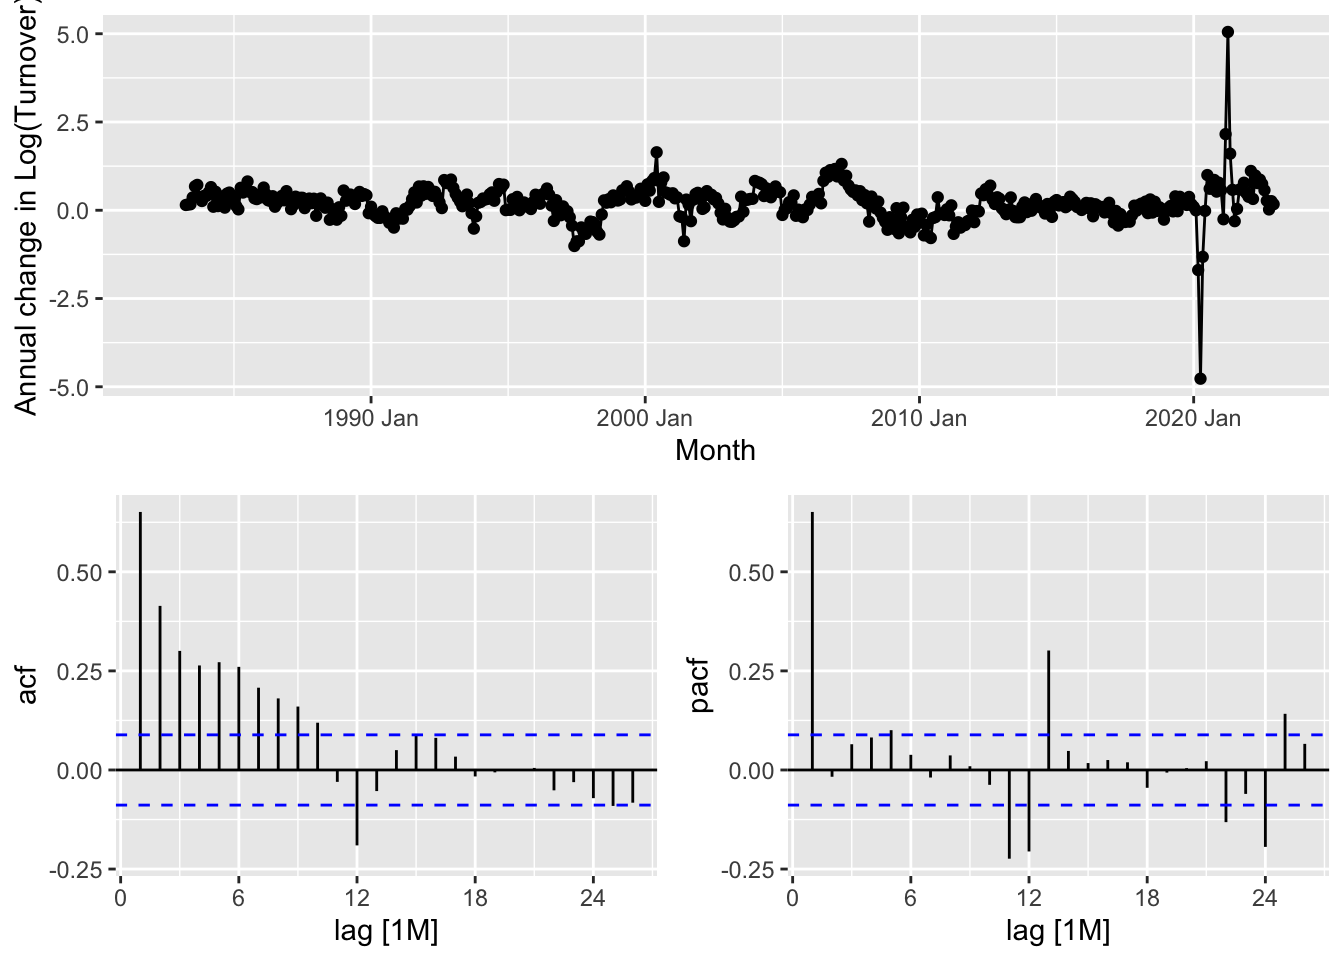 Annual change in Log(Turnover)
5.0
2.5
0.0
-2.5
-5.0
1990 Jan
2000 Jan
2010 Jan
2020 Jan
Month
acf
0.50
0.25
0.00
-0.25
0
6
12
18
24
lag [1M]
pacf
0.50
0.25
0.00
-0.25
0
6
12
18
24
lag [1M]